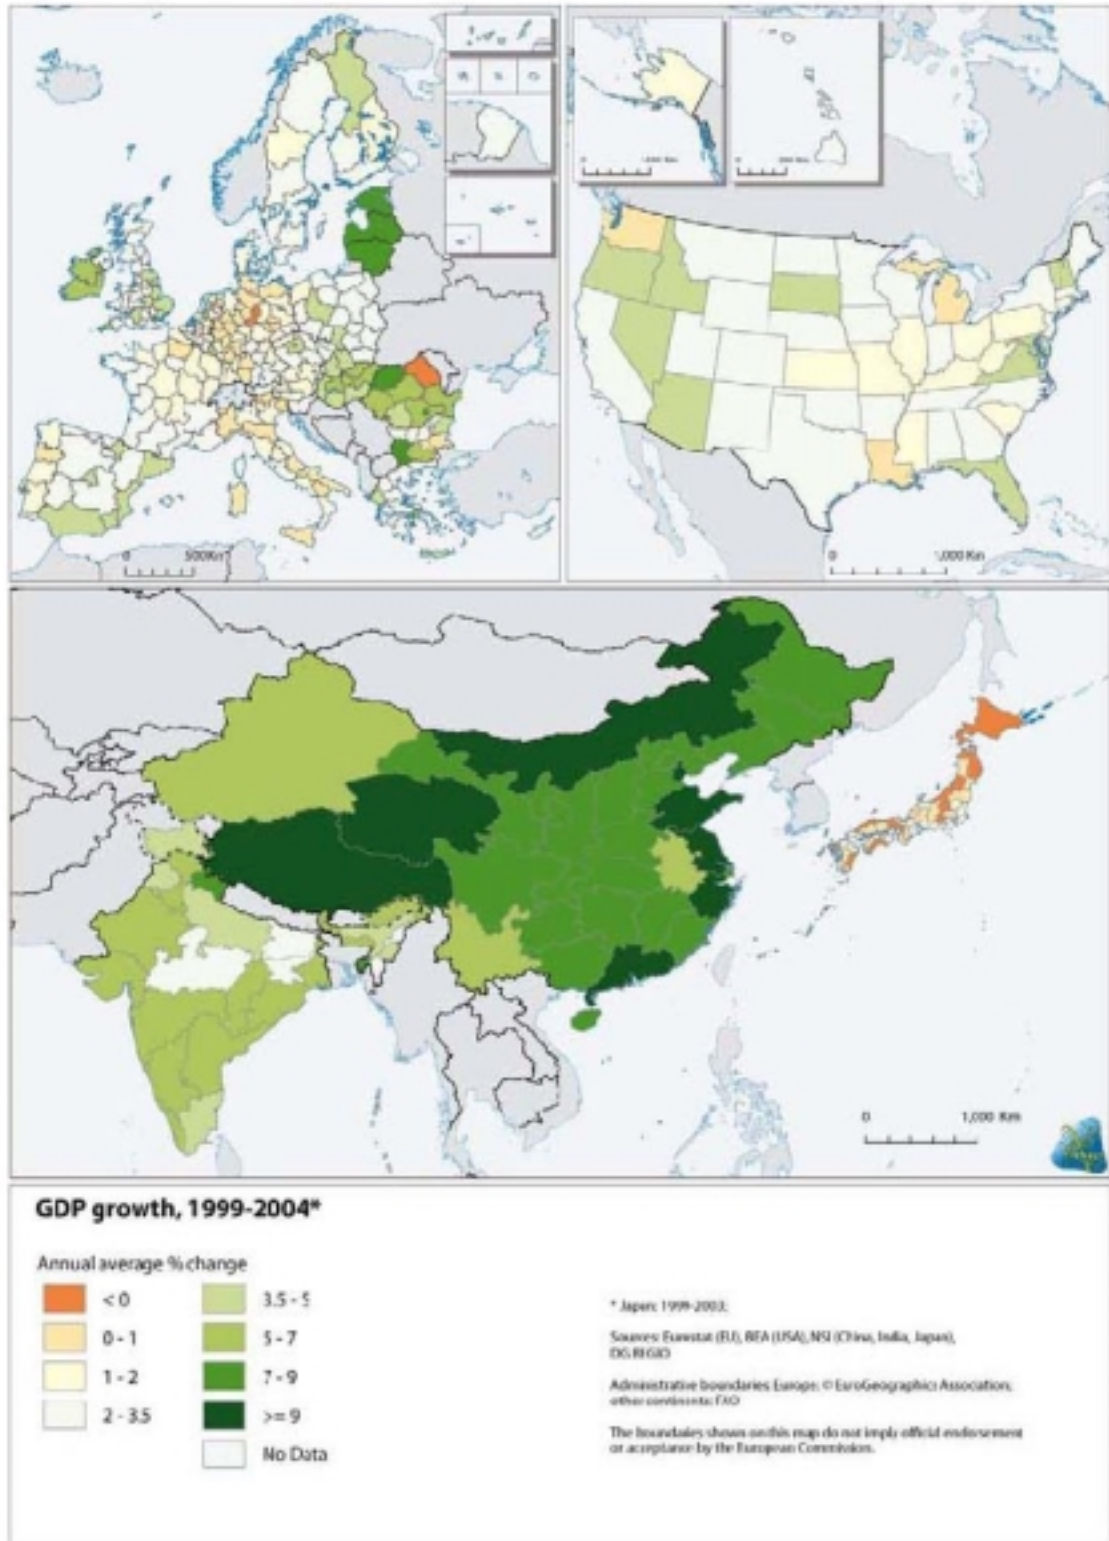 0 500Km
0 1,000 Km
0 1,000 Km
GDP growth, 1999-2004*
Annual average % change
< 0
0 - 1
1 - 2
2 - 3.5
3.5 - 5
5 - 7
7 - 9
>= 9
No Data
* Japan: 1999-2003;
Sources: Eurostat (EU), BEA (USA), NSI (China, India, Japan),
DG REGIO
Administrative boundaries: Europe: © EuroGeographics Association;
other continents: FAO
The boundaries shown on this map do not imply official endorsement
or acceptance by the European Commission.